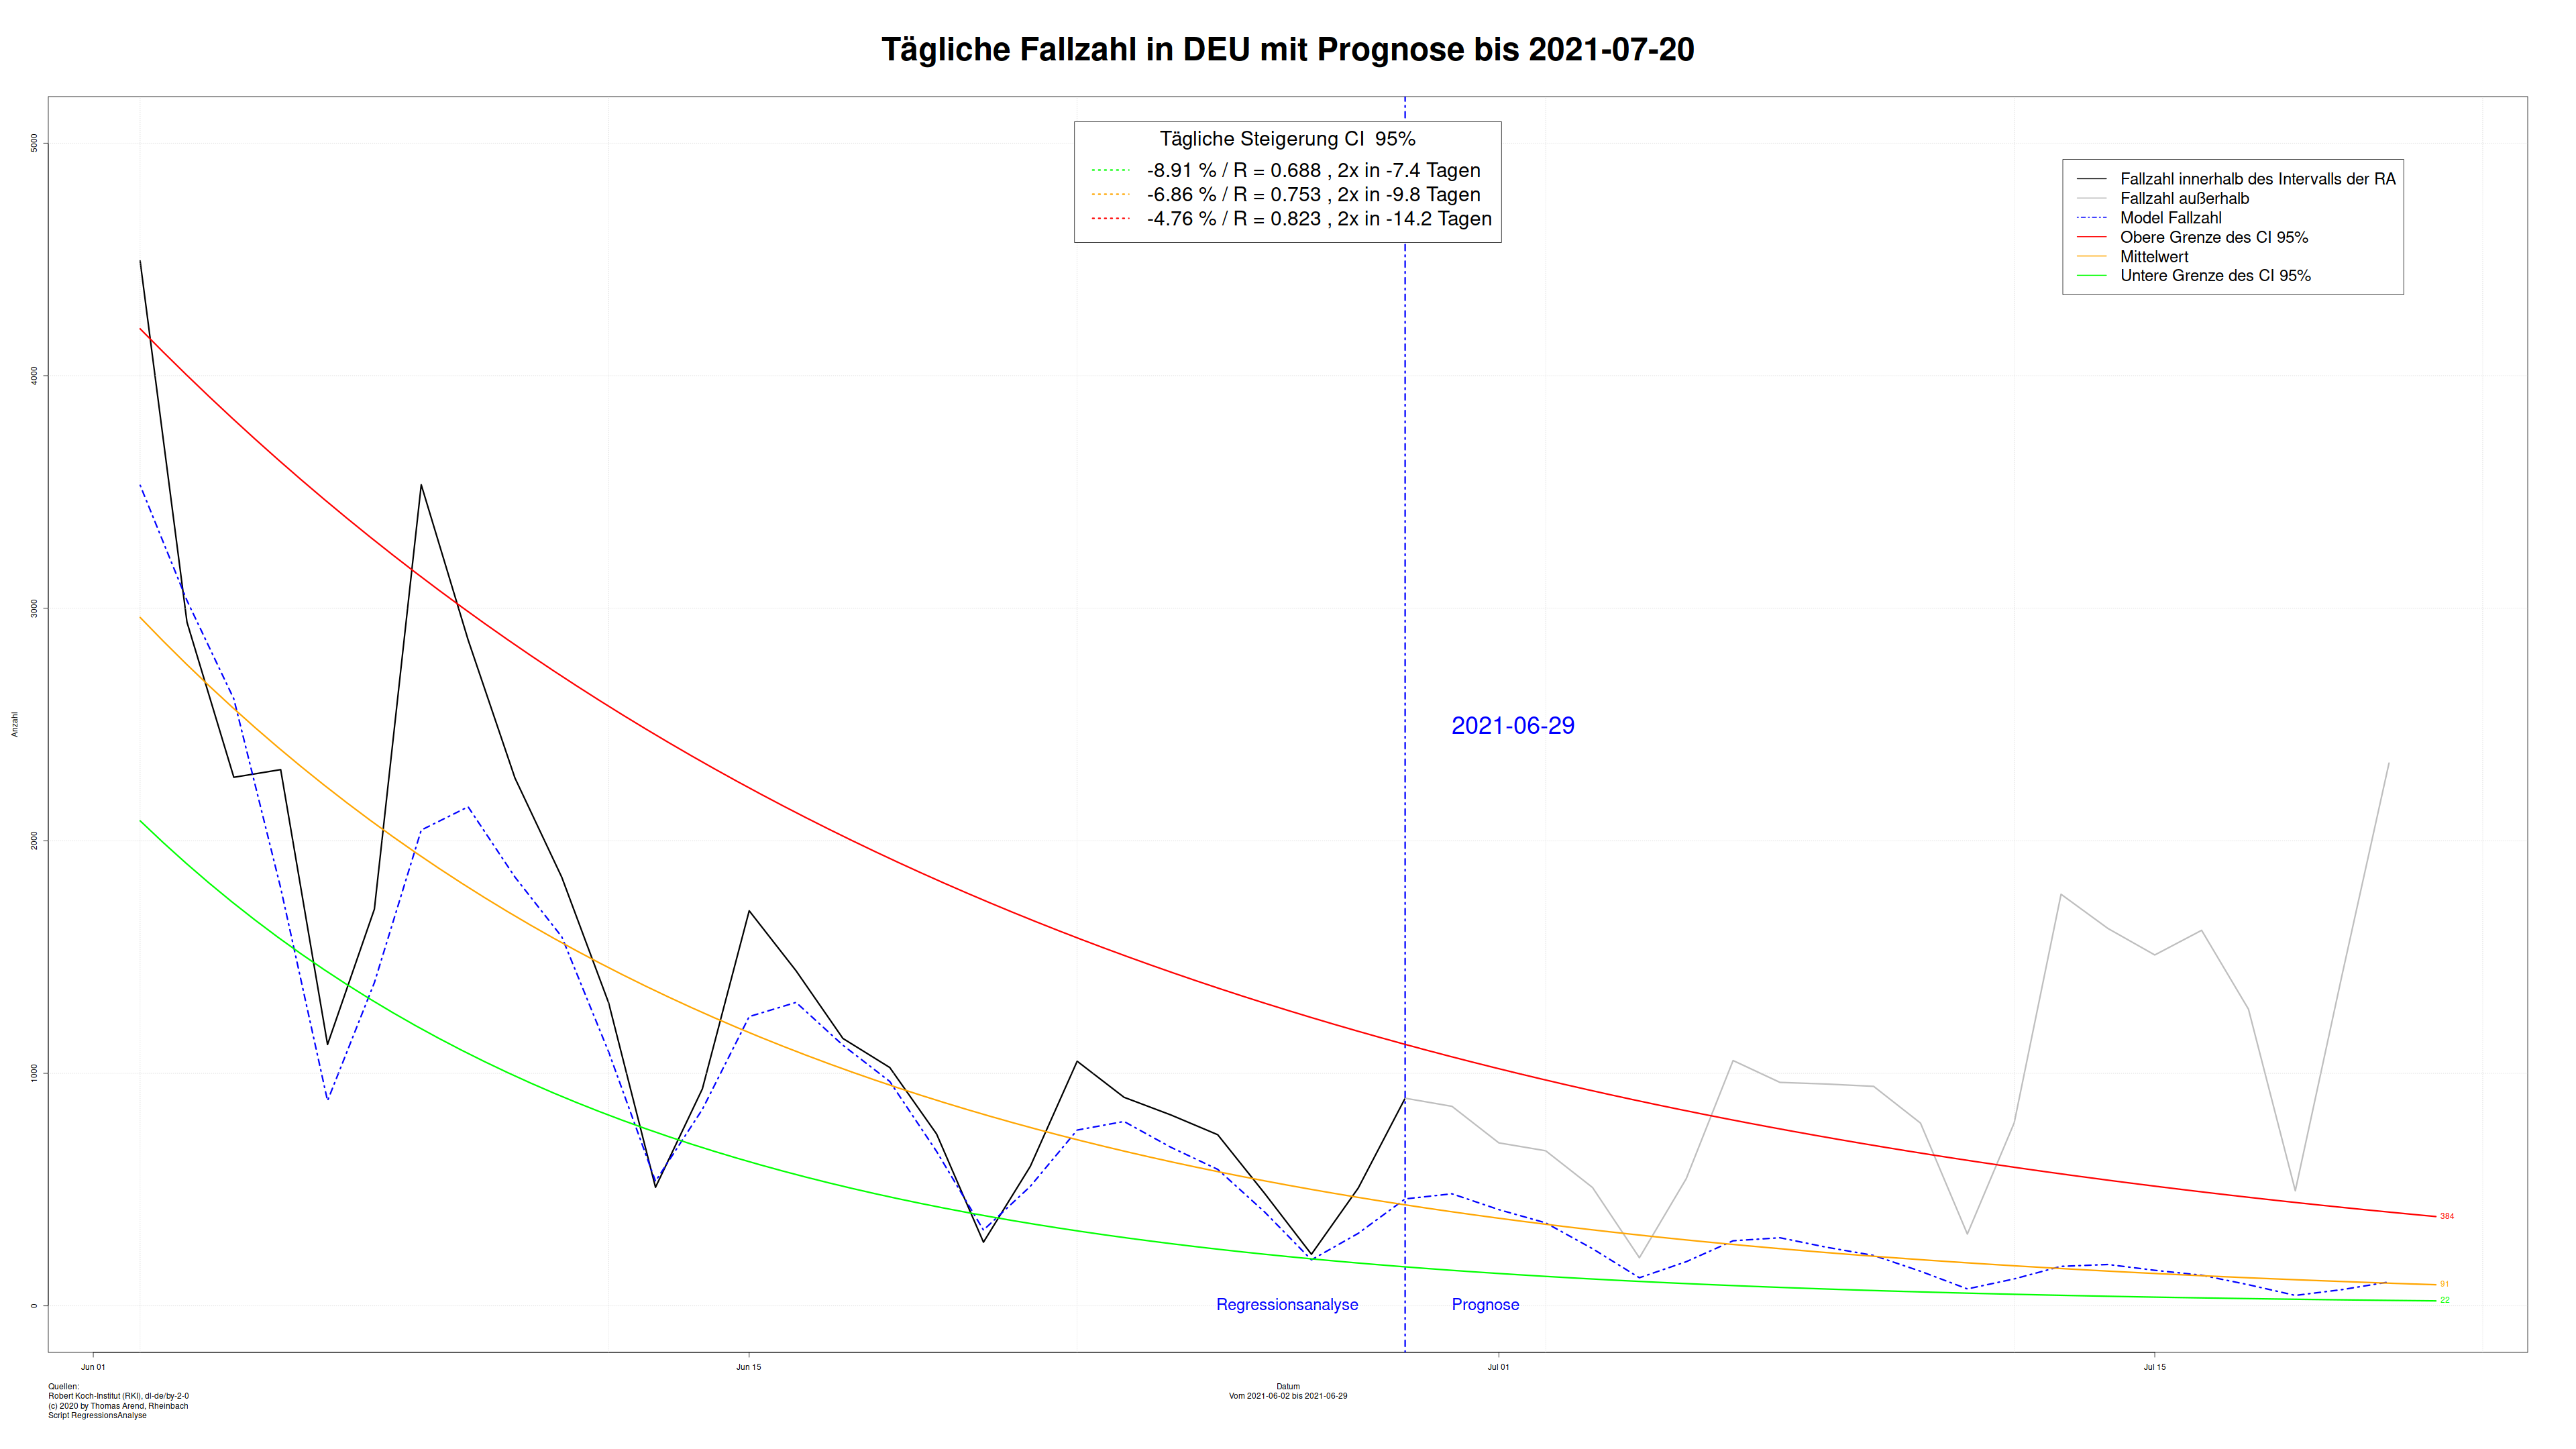 Tägliche Fallzahl in DEU mit Prognose bis 2021-07-20
Tägliche Steigerung CI 95%
-8.91 % / R = 0.688 , 2x in -7.4 Tagen
-6.86 % / R = 0.753 , 2x in -9.8 Tagen
-4.76 % / R = 0.823 , 2x in -14.2 Tagen
Fallzahl innerhalb des Intervalls der RA
Fallzahl außerhalb
Model Fallzahl
Obere Grenze des CI 95%
Mittelwert
Untere Grenze des CI 95%
5000
4000
3000
2000
1000
0
Anzahl
2021-06-29
384
91
22
Regressionsanalyse
Prognose
Jun 01
Jun 15
Jul 01
Jul 15
Datum
Vom 2021-06-02 bis 2021-06-29
Quellen:
Robert Koch-Institut (RKI), dl-de/by-2-0
(c) 2020 by Thomas Arend, Rheinbach
Script RegressionsAnalyse